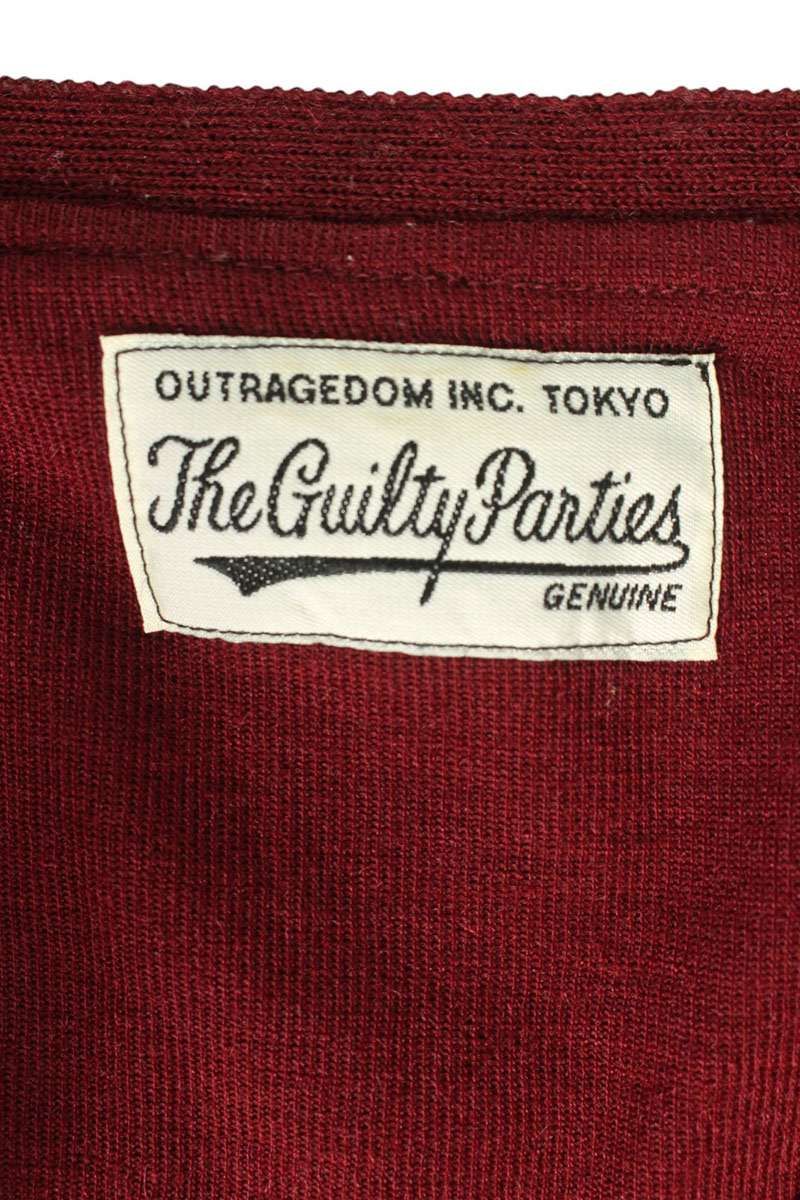 OUTRAGEDOM INC. TOKYO
The Guilty Parties
GENUINE